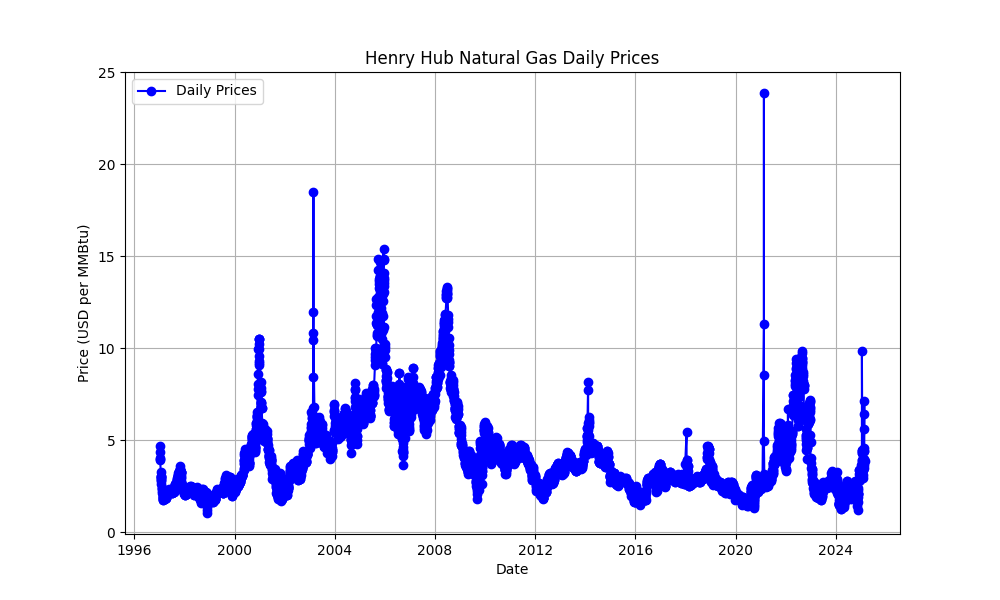 Henry Hub Natural Gas Daily Prices
Daily Prices
Price (USD per MMBtu)
25
20
15
10
5
0
1996 2000 2004 2008 2012 2016 2020 2024
Date